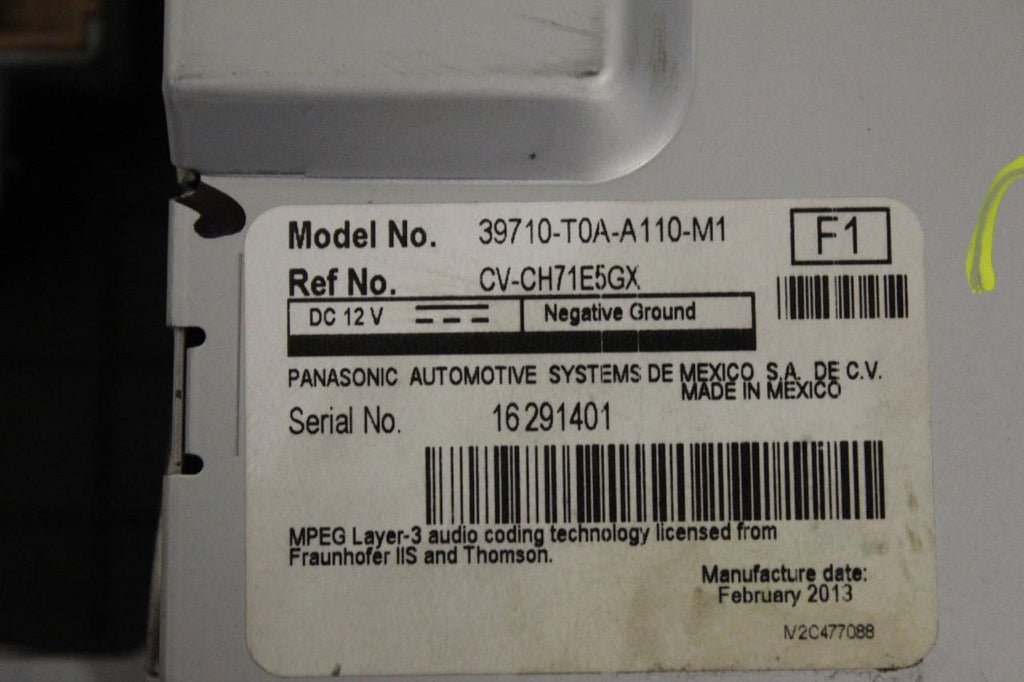 Model No. 39710-T0A-A110-M1 F1
Ref No. CV-CH71E5GX
DC 12 V Negative Ground
PANASONIC AUTOMOTIVE SYSTEMS DE MEXICO S.A. DE C.V.
MADE IN MEXICO
Serial No. 16291401
MPEG Layer-3 audio coding technology licensed from
Fraunhofer IIS and Thomson.
Manufacture date:
February 2013
IV2C477088